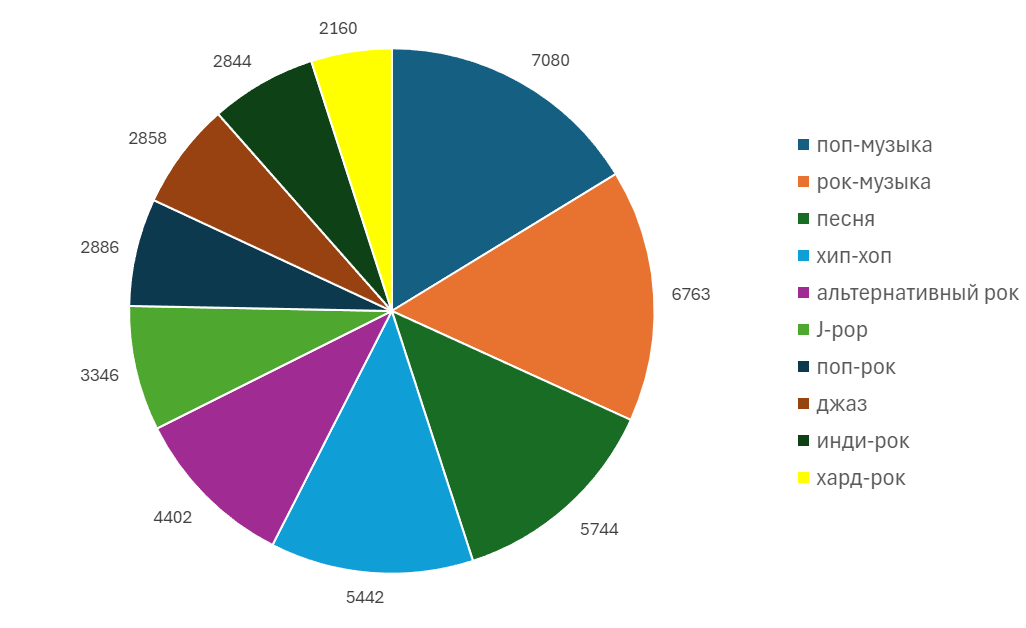 2160
2844
7080
2858
2886
6763
3346
4402
5744
5442
поп-музыка
рок-музыка
песня
хип-хоп
альтернативный рок
J-pop
поп-рок
джаз
инди-рок
хард-рок